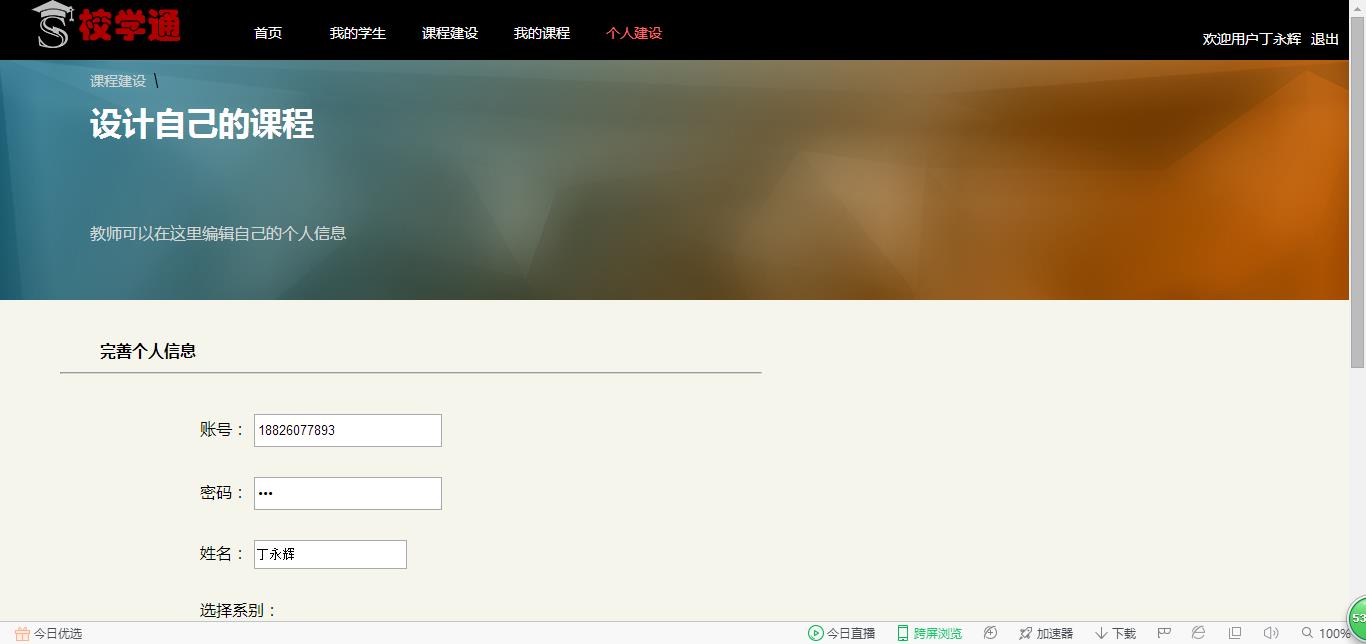 校学通
首页 我的学生 课程建设 我的课程 个人建设
欢迎用户丁永辉 退出
课程建设 \
设计自己的课程
教师可以在这里编辑自己的个人信息
完善个人信息
账号： 18826077893
密码： •••
姓名： 丁永辉
选择系别：
今日优选 今日直播 跨屏浏览 加速器 下载 100%
53